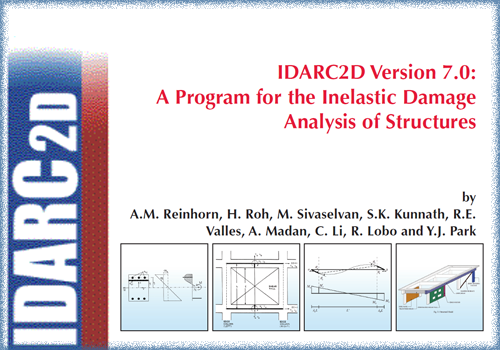 IDARC2D
IDARC2D Version 7.0:
A Program for the Inelastic Damage
Analysis of Structures
by
A.M. Reinhorn, H. Roh, M. Sivaselvan, S.K. Kunnath, R.E.
Valles, A. Madan, C. Li, R. Lobo and Y.J. Park